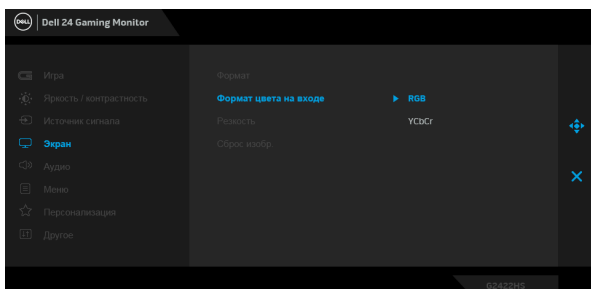 DELL Dell 24 Gaming Monitor
Игра
Формат
Яркость / контрастность
Формат цвета на входе
RGB
Источник сигнала
Резкость
YCbCr
Экран
Сброс изобр
Аудио
Меню
Персонализация
Другое
G2422HS